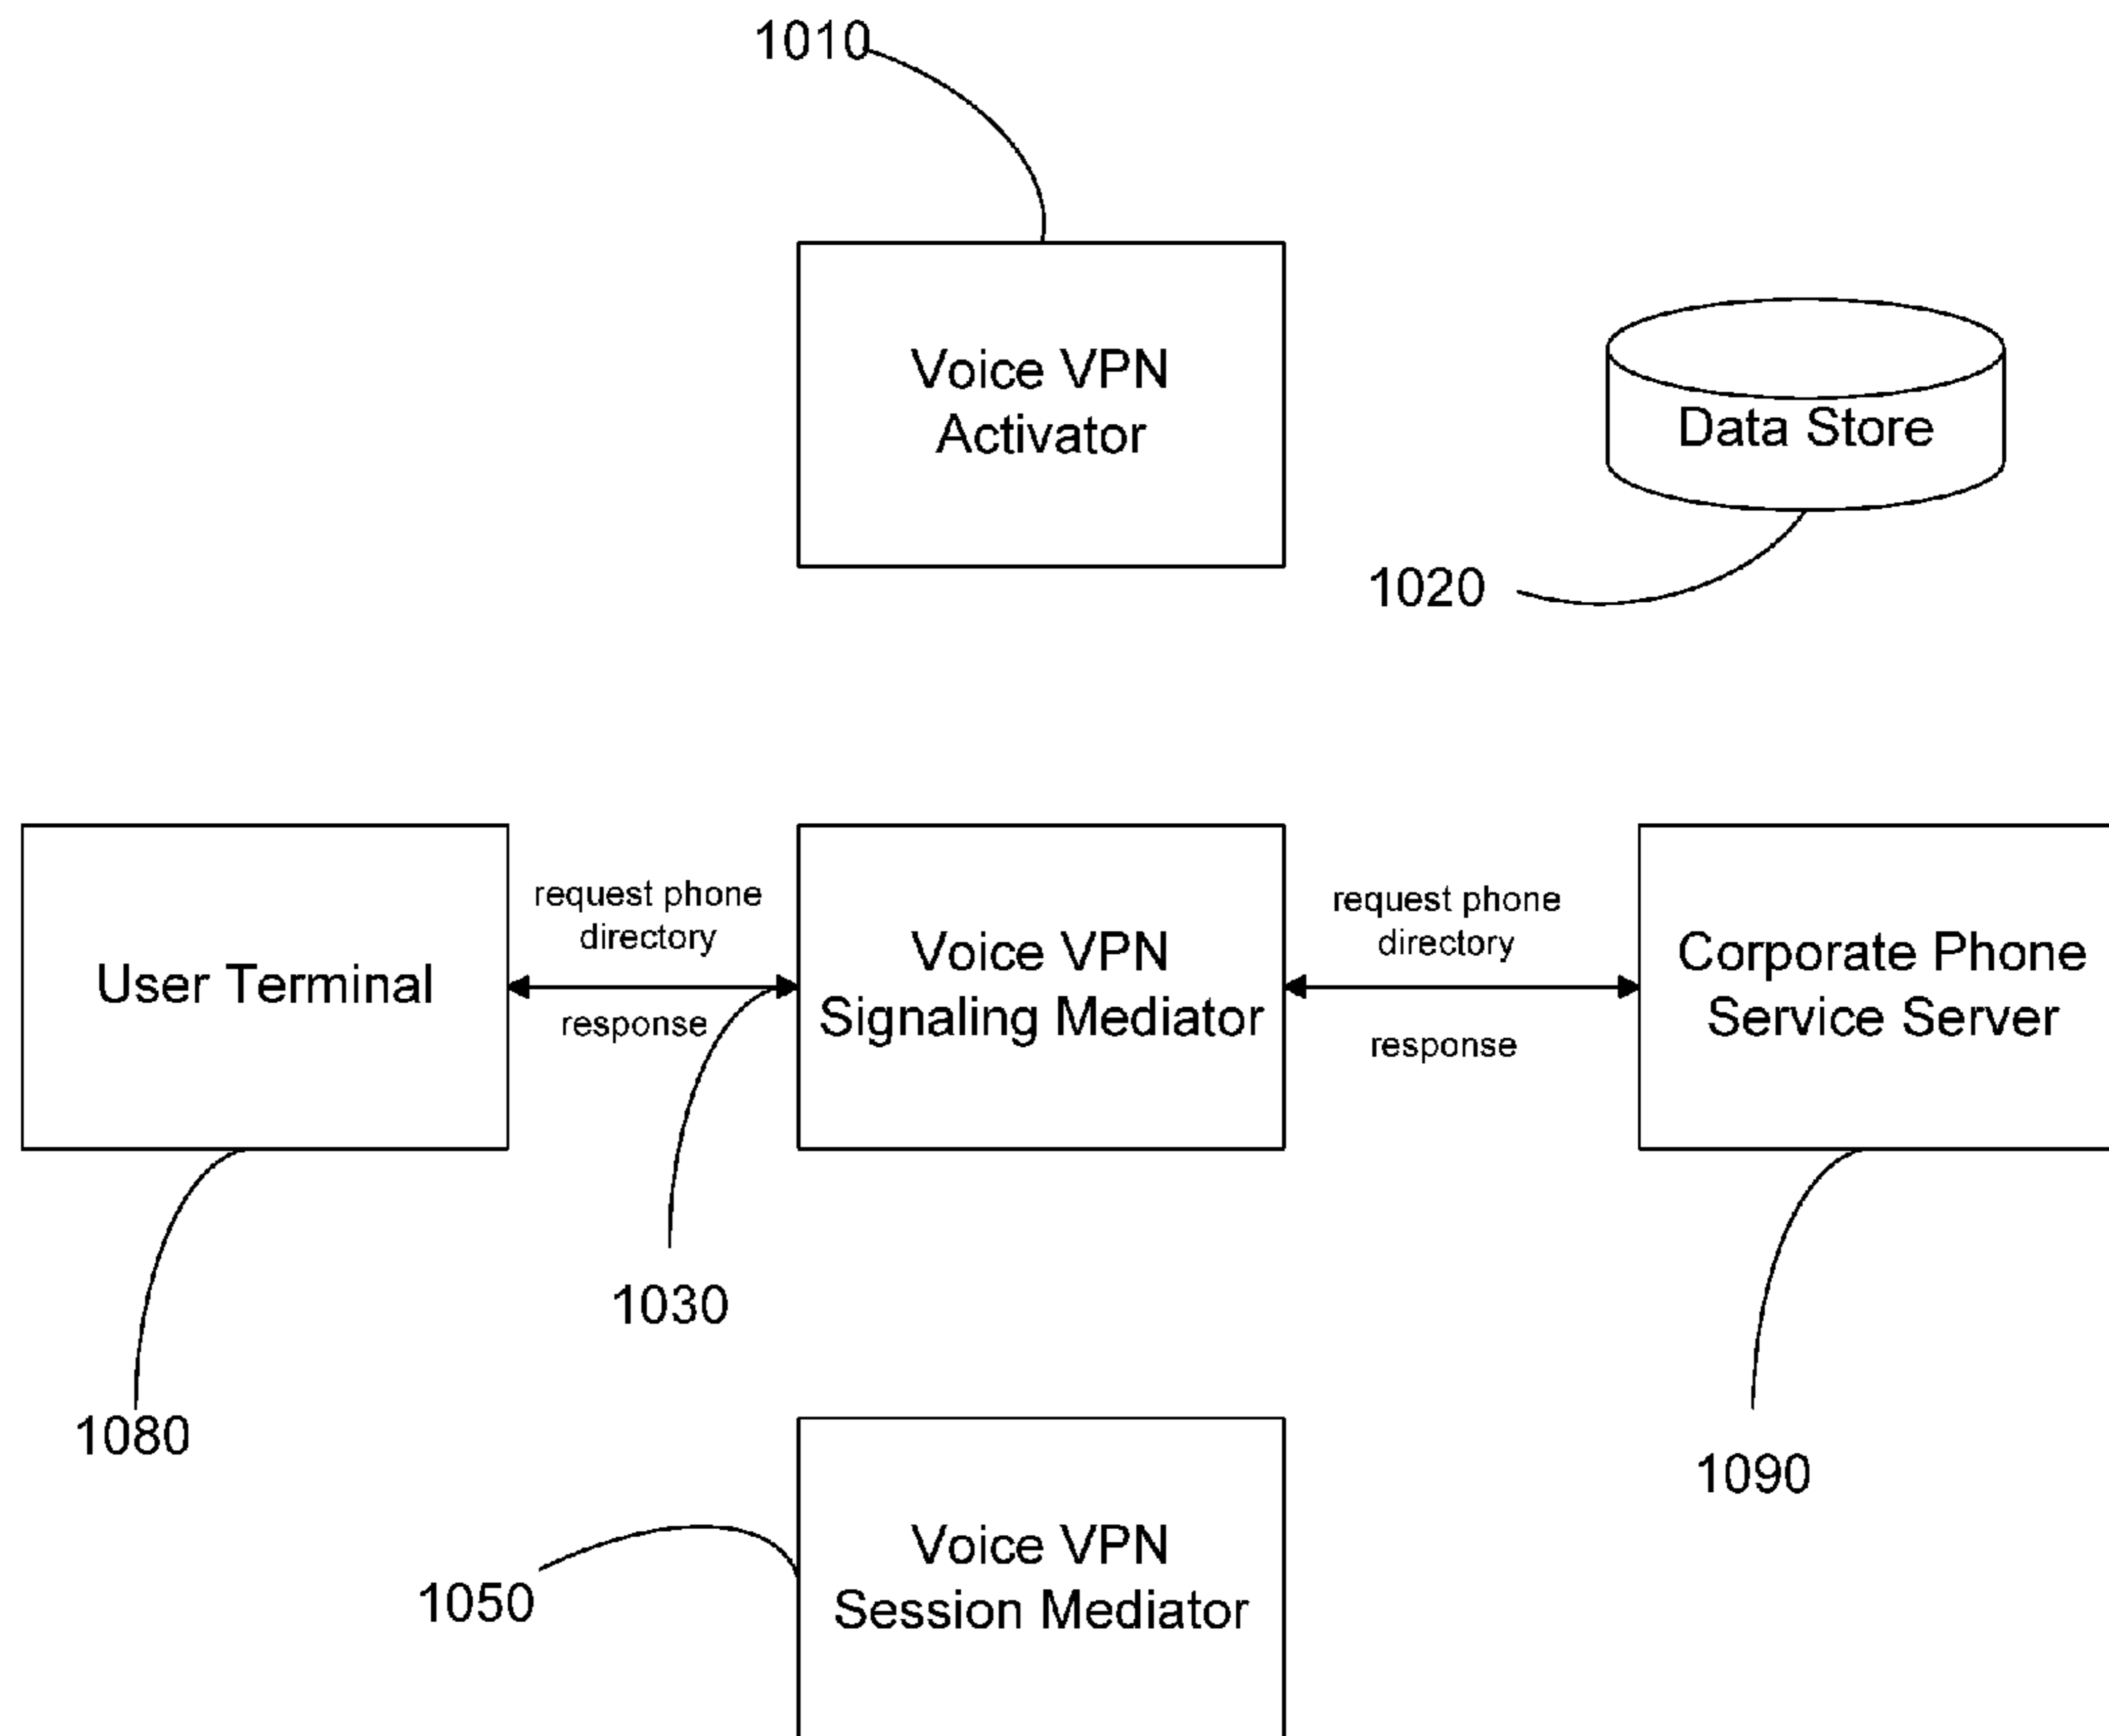 1010
Voice VPN
Activator
Data Store
1020
User Terminal
request phone
directory
response
Voice VPN
Signaling Mediator
request phone
directory
response
Corporate Phone
Service Server
1030
1080
1090
1050
Voice VPN
Session Mediator